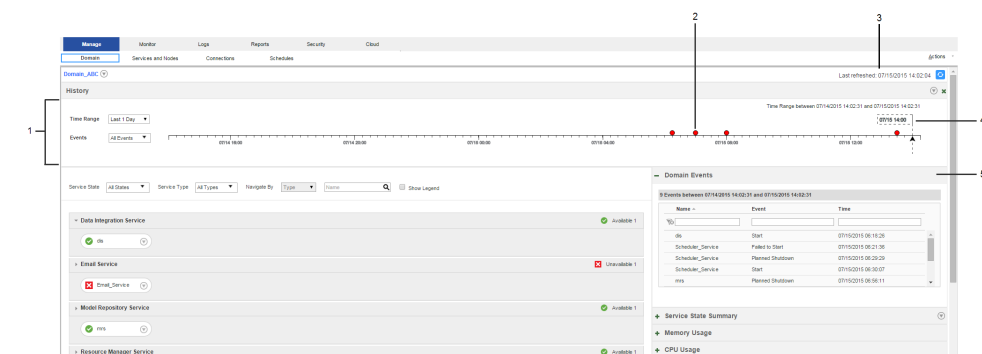 2
3
Manage Monitor Logs Reports Security Cloud
Domain Services and Nodes Connections Schedules Actions
Domain_ABC Last refreshed: 07/15/2015 14:02:04
History
Time Range between 07/14/2015 14:02:31 and 07/15/2015 14:02:31
Time Range Last 1 Day 07/15 14:00 4
1
Events All Events
07/14 16:00 07/14 20:00 07/15 00:00 07/15 04:00 07/15 08:00 07/15 12:00
Domain Events 5
Service State All States Service Type All Types Navigate By Type Name Show Legend
9 Events between 07/14/2015 14:02:31 and 07/15/2015 14:02:31
Name Event Time
Data Integration Service Available 1
dis
dis Start 07/15/2015 06:18:26
Scheduler_Service Failed to Start 07/15/2015 06:21:36
Scheduler_Service Planned Shutdown 07/15/2015 06:29:29
Email Service Unavailable 1
Scheduler_Service Start 07/15/2015 06:30:07
mrs Planned Shutdown 07/15/2015 06:56:11
Email_Service
Model Repository Service Available 1
Service State Summary
mrs
Memory Usage
Resource Manager Service Available 1
CPU Usage